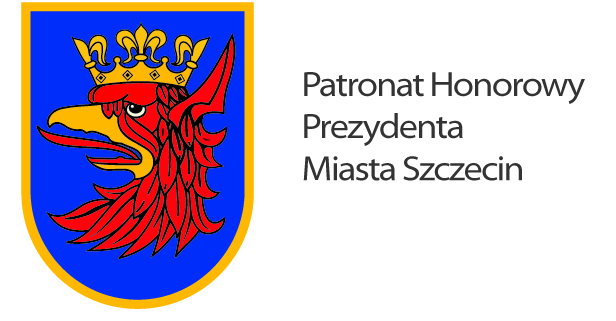 Patronat Honorowy
Prezydenta
Miasta Szczecin